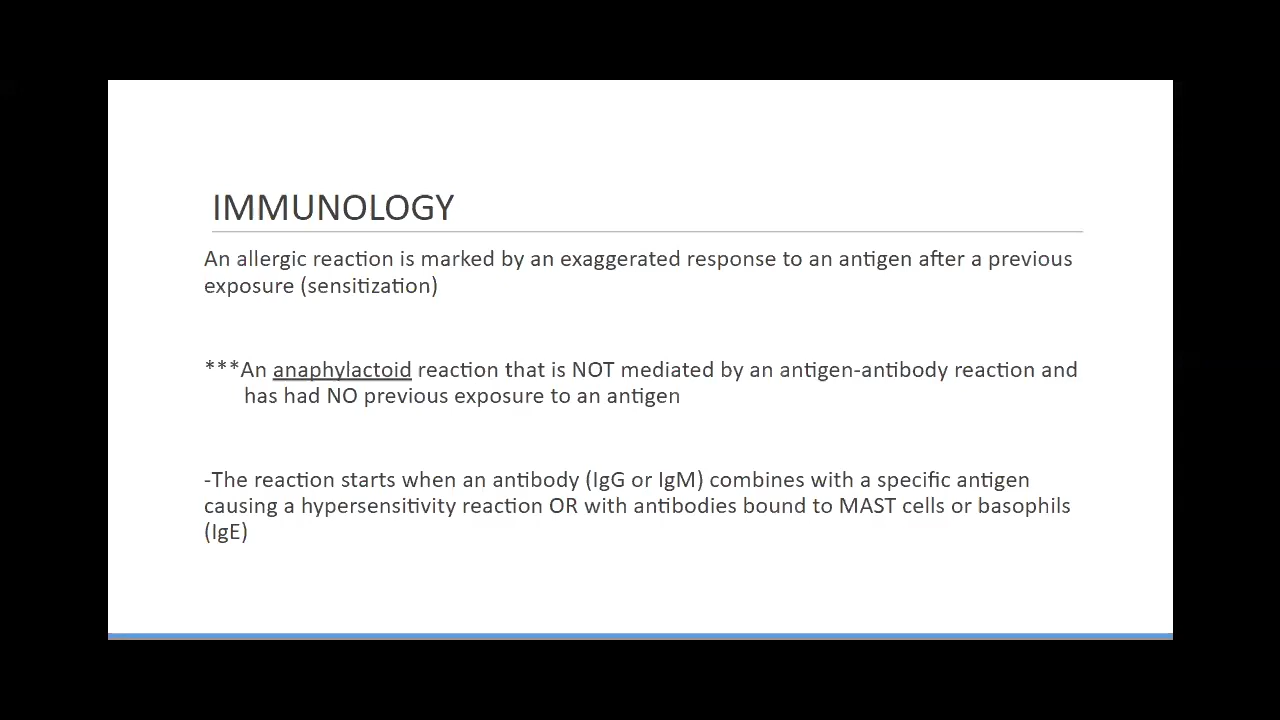 IMMUNOLOGY
An allergic reaction is marked by an exaggerated response to an antigen after a previous
exposure (sensitization)
***An anaphylactoid reaction that is NOT mediated by an antigen-antibody reaction and
has had NO previous exposure to an antigen
-The reaction starts when an antibody (IgG or IgM) combines with a specific antigen
causing a hypersensitivity reaction OR with antibodies bound to MAST cells or basophils
(IgE)